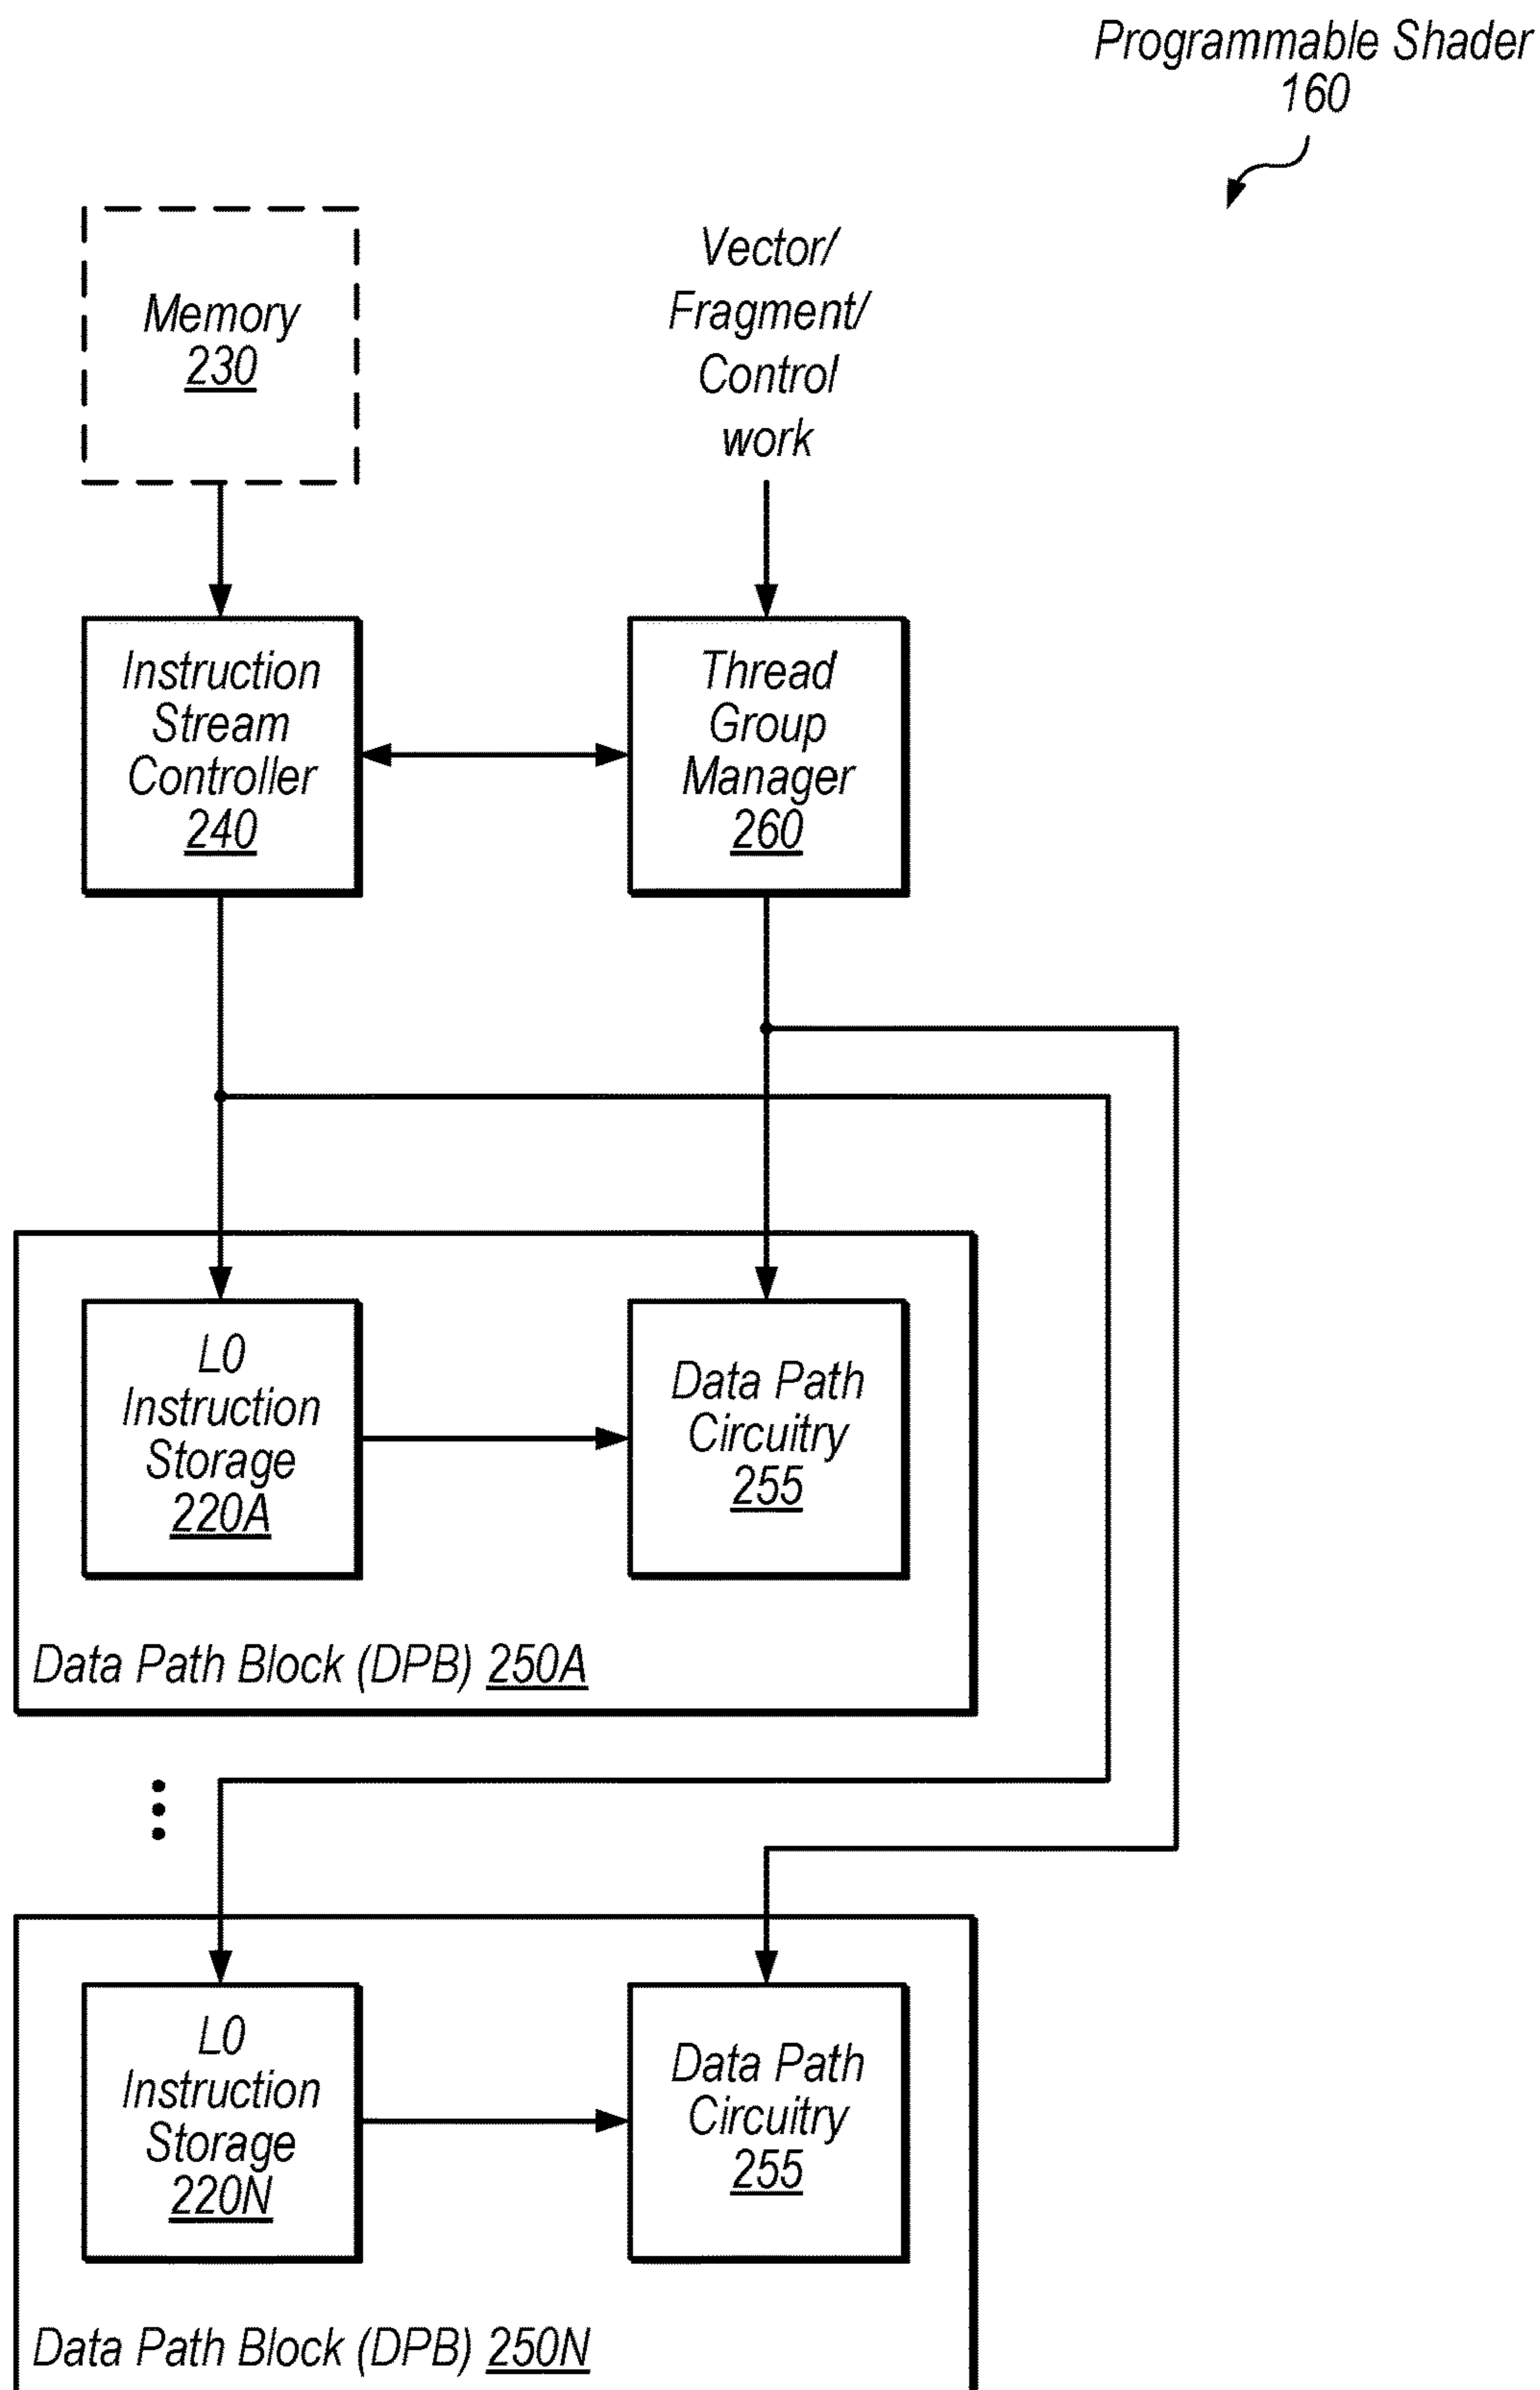 Programmable Shader
160
Memory
230
Vector/
Fragment/
Control
work
Instruction
Stream
Controller
240
Thread
Group
Manager
260
L0
Instruction
Storage
220A
Data Path
Circuitry
255
Data Path Block (DPB) 250A
L0
Instruction
Storage
220N
Data Path
Circuitry
255
Data Path Block (DPB) 250N